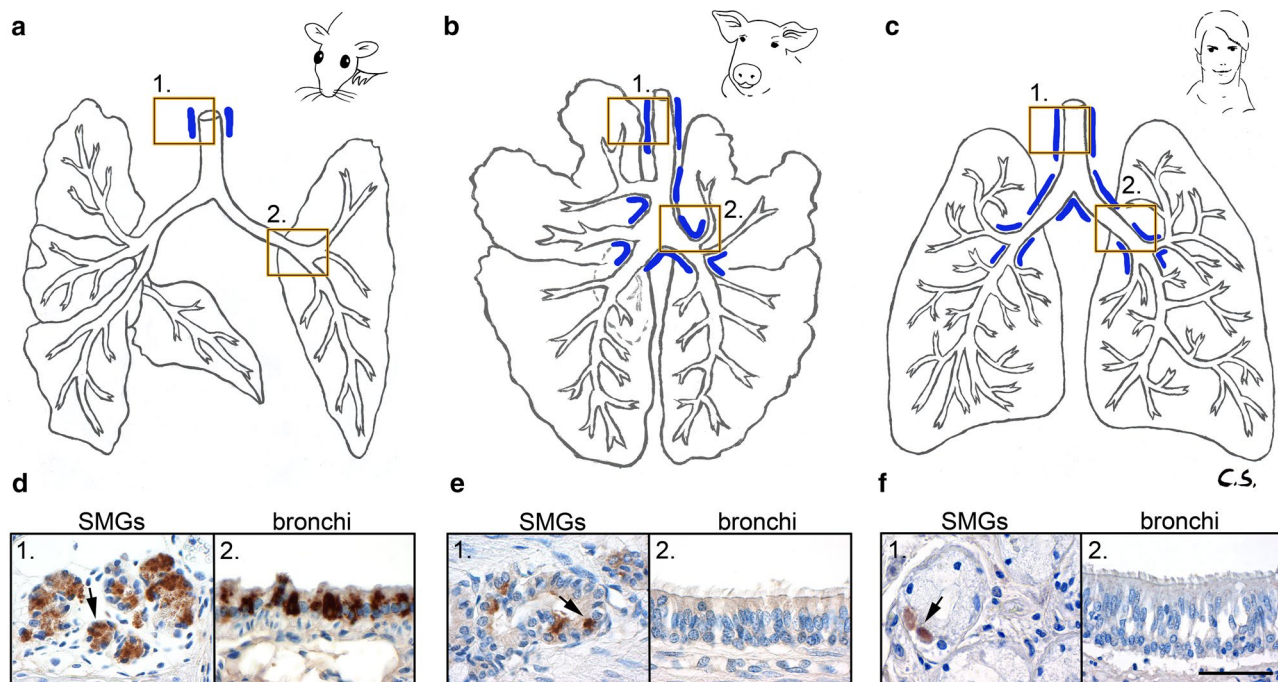 a
b
c
1.
2.
1.
2.
1.
2.
C.S.
d
e
f
SMGs
bronchi
SMGs
bronchi
SMGs
bronchi
1.
2.
1.
2.
1.
2.